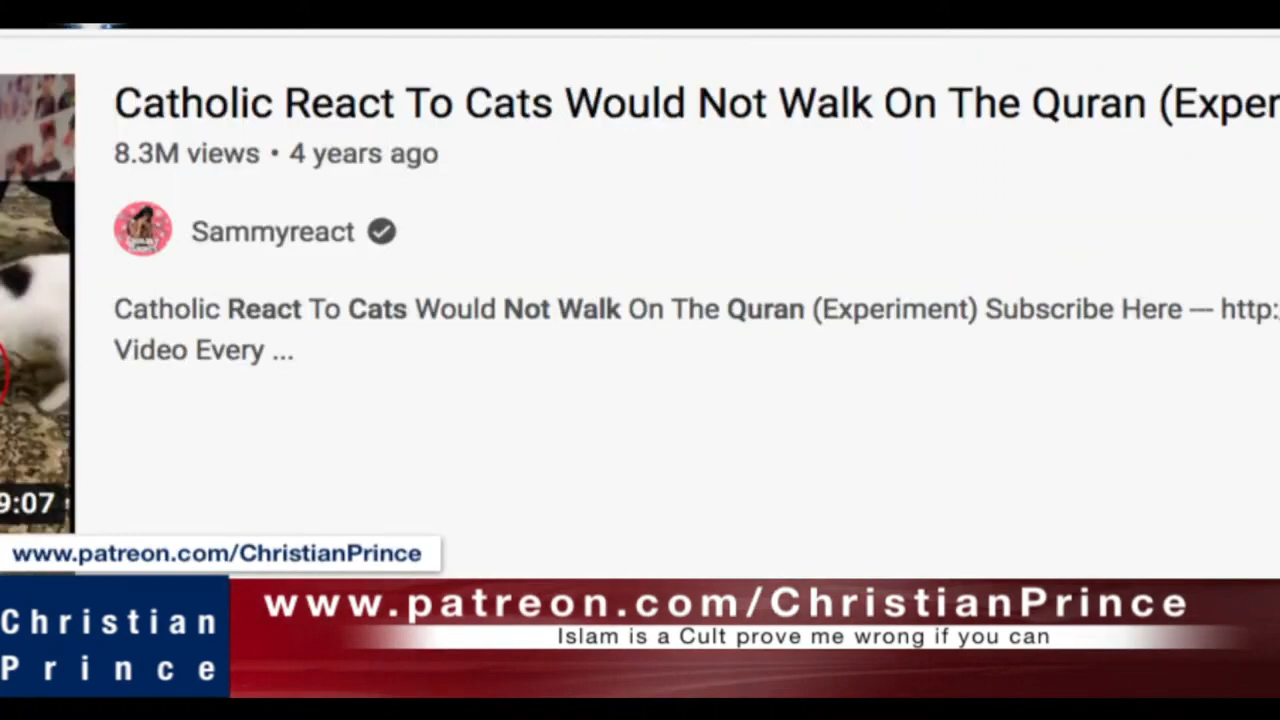 Catholic React To Cats Would Not Walk On The Quran (Exper
8.3M views • 4 years ago
Sammyreact
Catholic React To Cats Would Not Walk On The Quran (Experiment) Subscribe Here --- http:
Video Every ...
9:07
www.patreon.com/ChristianPrince
Christian
Prince
www.patreon.com/ChristianPrince
Islam is a Cult prove me wrong if you can